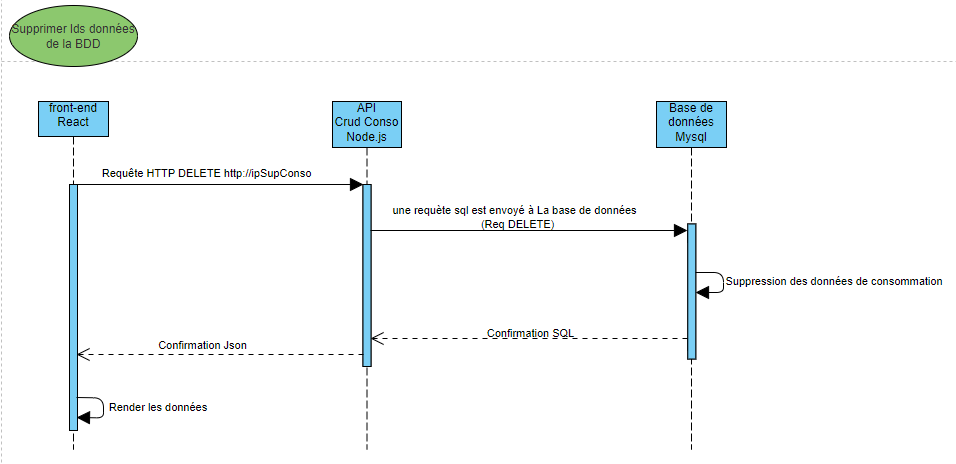 Supprimer lds données
de la BDD
front-end
React
API
Crud Conso
Node.js
Base de
données
Mysql
Requête HTTP DELETE http://ipSupConso
une requète sql est envoyé à La base de données
(Req DELETE)
Suppression des données de consommation
Confirmation SQL
Confirmation Json
Render les données